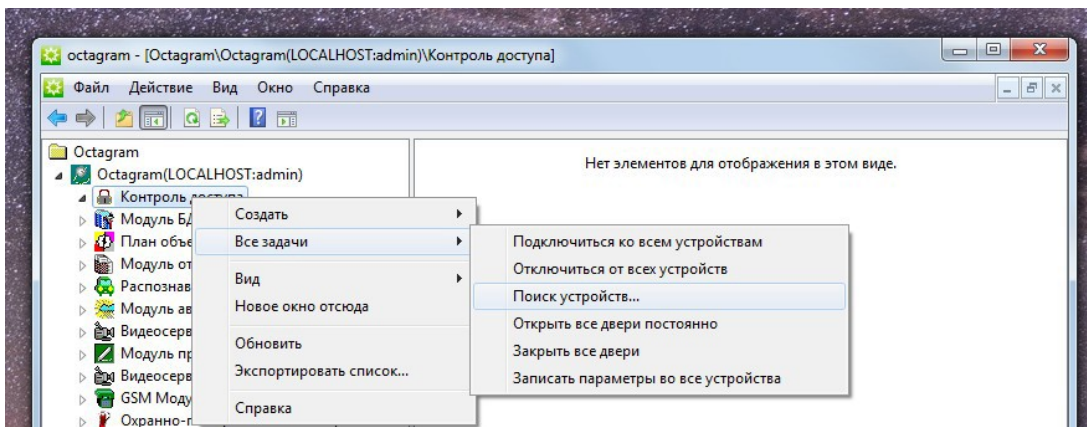 octagram - [Octagram\Octagram(LOCALHOST:admin)\Контроль доступа]
Файл Действие Вид Окно Справка
Octagram
Octagram(LOCALHOST:admin)
Контроль доступа
Модуль БД
План объе
Модуль от
Распознав
Модуль ав
Видеосерв
Модуль пр
Видеосерв
GSM Моду
Охранно-п
Нет элементов для отображения в этом виде.
Создать
Все задачи
Вид
Новое окно отсюда
Обновить
Экспортировать список...
Справка
Подключиться ко всем устройствам
Отключиться от всех устройств
Поиск устройств...
Открыть все двери постоянно
Закрыть все двери
Записать параметры во все устройства